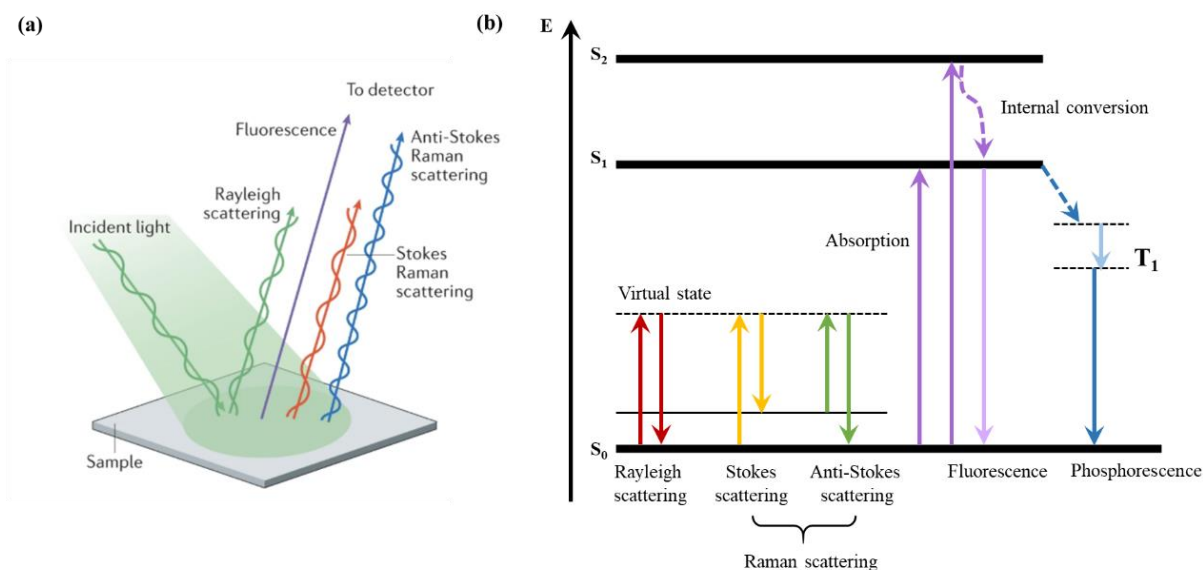 (a)
To detector
Fluorescence
Anti-Stokes
Raman
scattering
Rayleigh
scattering
Incident light
Stokes
Raman
scattering
Sample
(b)
E
S2
Internal conversion
S1
Absorption
T1
Virtual state
S0
Rayleigh
scattering
Stokes
scattering
Anti-Stokes
scattering
Fluorescence
Phosphorescence
Raman scattering